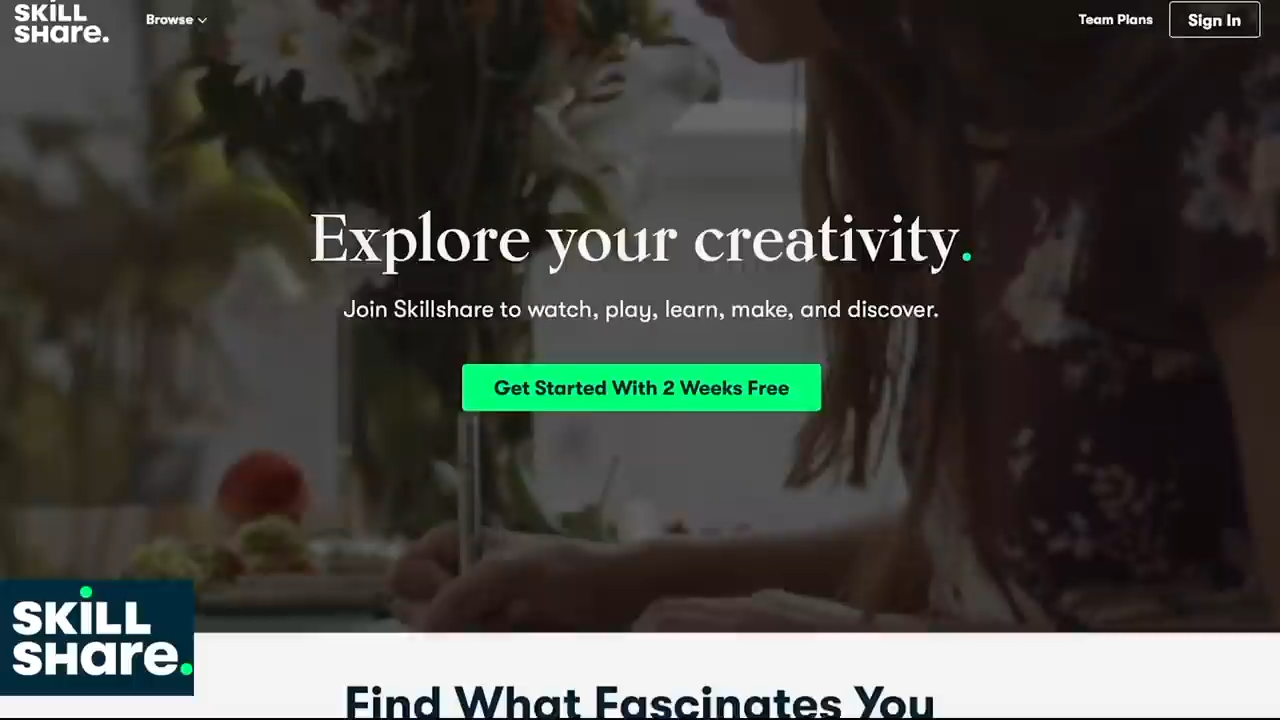 SKILL
SHare.
Browse
Team Plans
Sign In
Explore your creativity.
Join Skillshare to watch, play, learn, make, and discover.
Get Started With 2 Weeks Free
SKiLL
SHare.
Find What Fascinates You